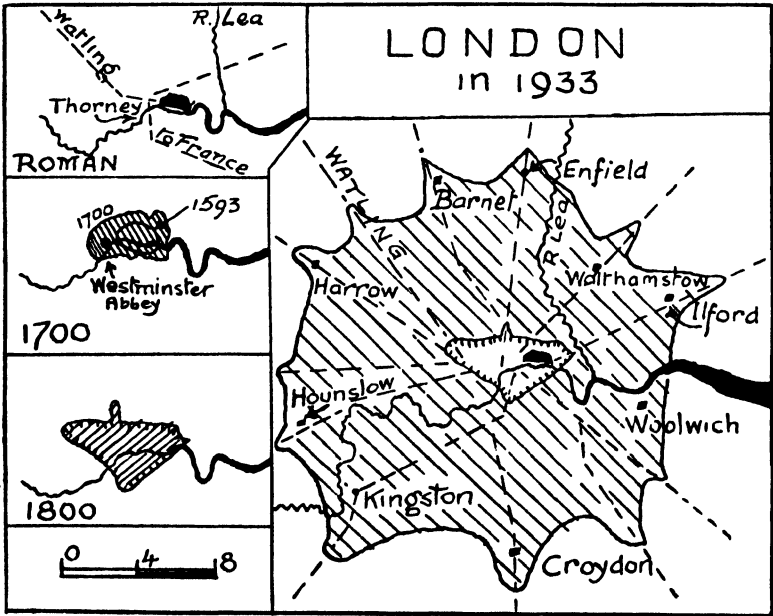 LONDON
in 1933
Watling
R. Lea
Thorney
to France
ROMAN
1700
1593
Westminster
Abbey
1700
1800
0 4 8
WATLING
Enfield
Barnet
R Lea
Harrow
Walthamstow
Ilford
Hounslow
Woolwich
Kingston
Croydon